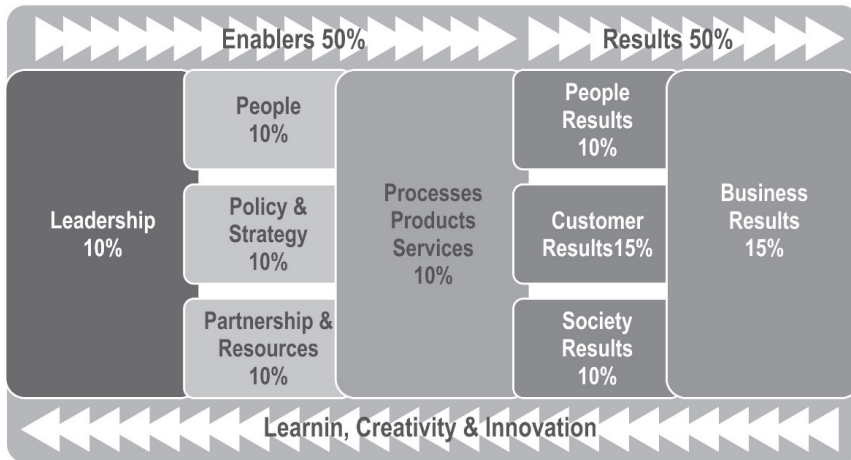 Enablers 50%
Results 50%
Leadership
10%
People
10%
Policy &
Strategy
10%
Partnership &
Resources
10%
Processes
Products
Services
10%
People
Results
10%
Customer
Results15%
Society
Results
10%
Business
Results
15%
Learnin, Creativity & Innovation